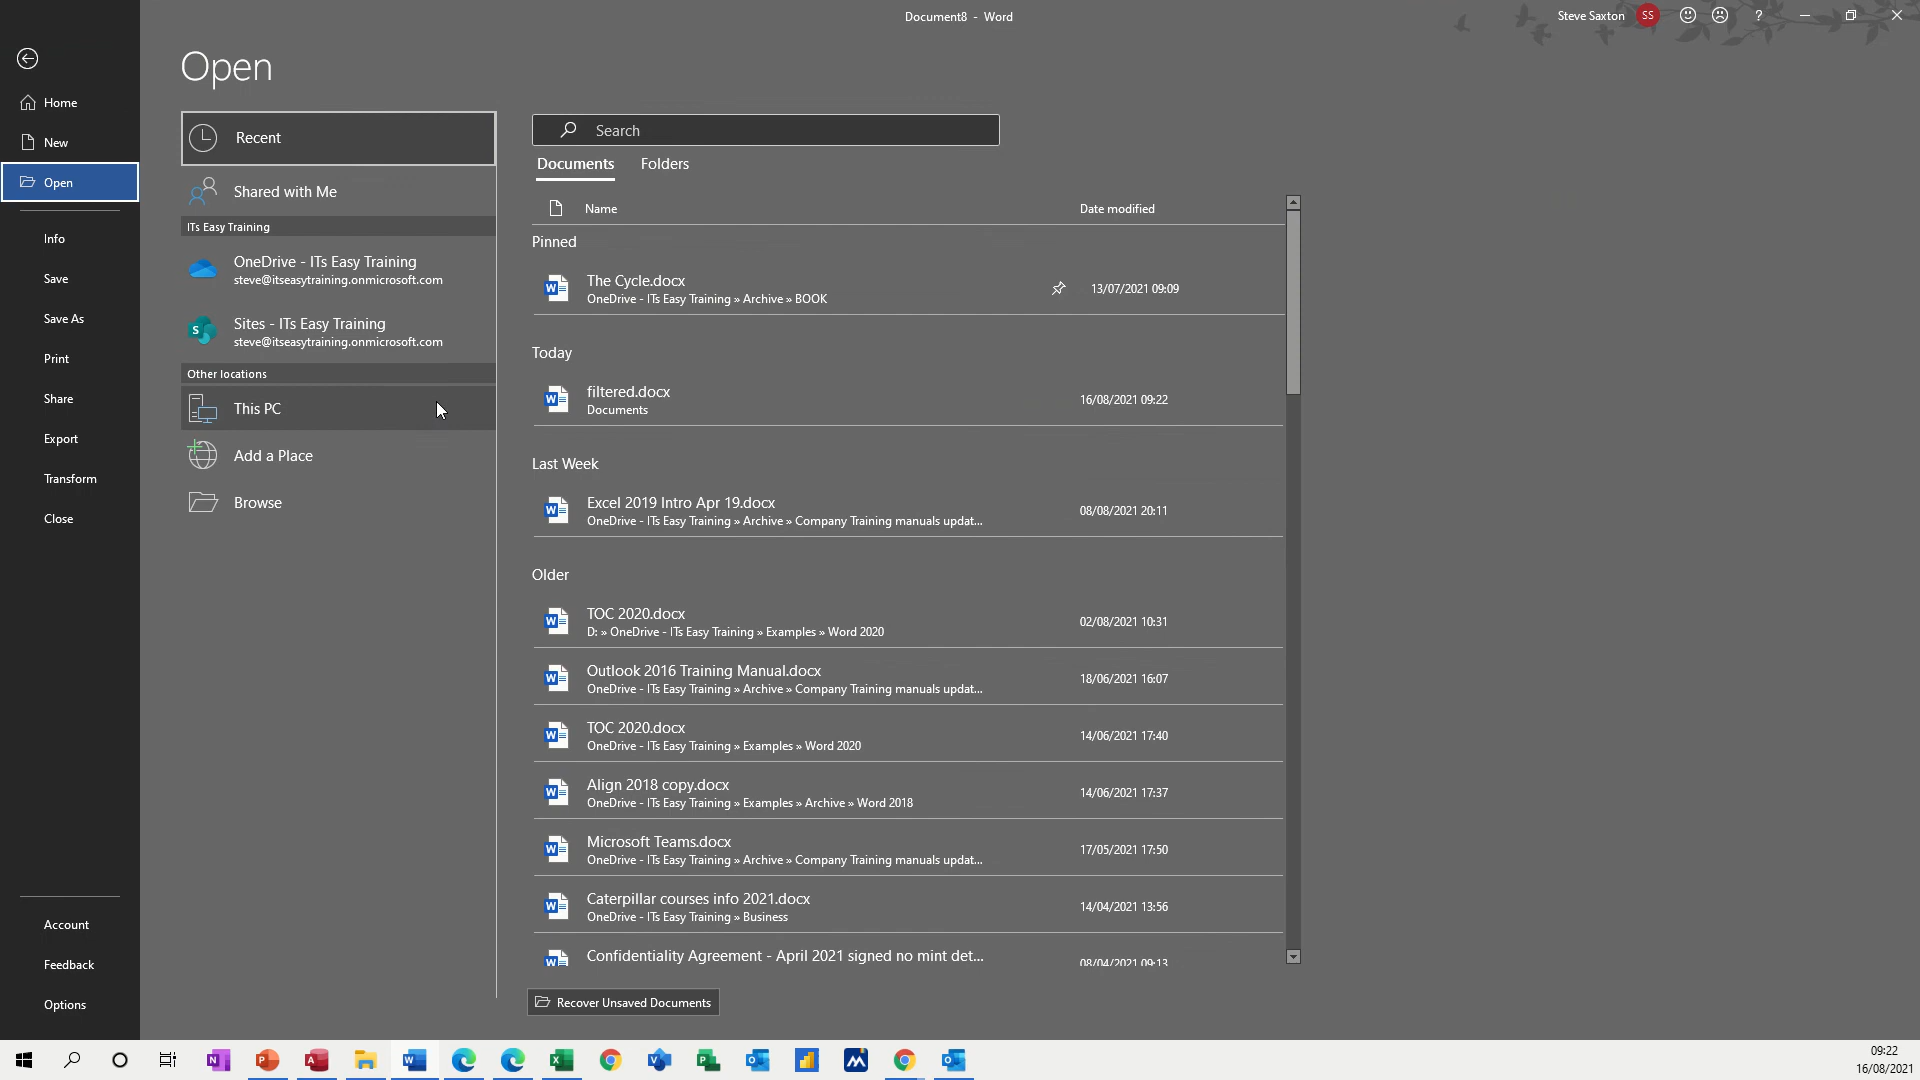 Document8 - Word
Steve Saxton
SS
?
Home
New
Open
Info
Save
Save As
Print
Share
Export
Transform
Close
Account
Feedback
Options
Open
Recent
Shared with Me
ITs Easy Training
OneDrive - ITs Easy Training
steve@itseasytraining.onmicrosoft.com
Sites - ITs Easy Training
steve@itseasytraining.onmicrosoft.com
Other locations
This PC
Add a Place
Browse
Search
Documents Folders
Name Date modified
Pinned
The Cycle.docx
OneDrive - ITs Easy Training » Archive » BOOK
13/07/2021 09:09
Today
filtered.docx
Documents
16/08/2021 09:22
Last Week
Excel 2019 Intro Apr 19.docx
OneDrive - ITs Easy Training » Archive » Company Training manuals updat...
08/08/2021 20:11
Older
TOC 2020.docx
D: » OneDrive - ITs Easy Training » Examples » Word 2020
02/08/2021 10:31
Outlook 2016 Training Manual.docx
OneDrive - ITs Easy Training » Archive » Company Training manuals updat...
18/06/2021 16:07
TOC 2020.docx
OneDrive - ITs Easy Training » Examples » Word 2020
14/06/2021 17:40
Align 2018 copy.docx
OneDrive - ITs Easy Training » Examples » Archive » Word 2018
14/06/2021 17:37
Microsoft Teams.docx
OneDrive - ITs Easy Training » Archive » Company Training manuals updat...
17/05/2021 17:50
Caterpillar courses info 2021.docx
OneDrive - ITs Easy Training » Business
14/04/2021 13:56
Confidentiality Agreement - April 2021 signed no mint det...
08/04/2021 09:13
Recover Unsaved Documents
09:22
16/08/2021